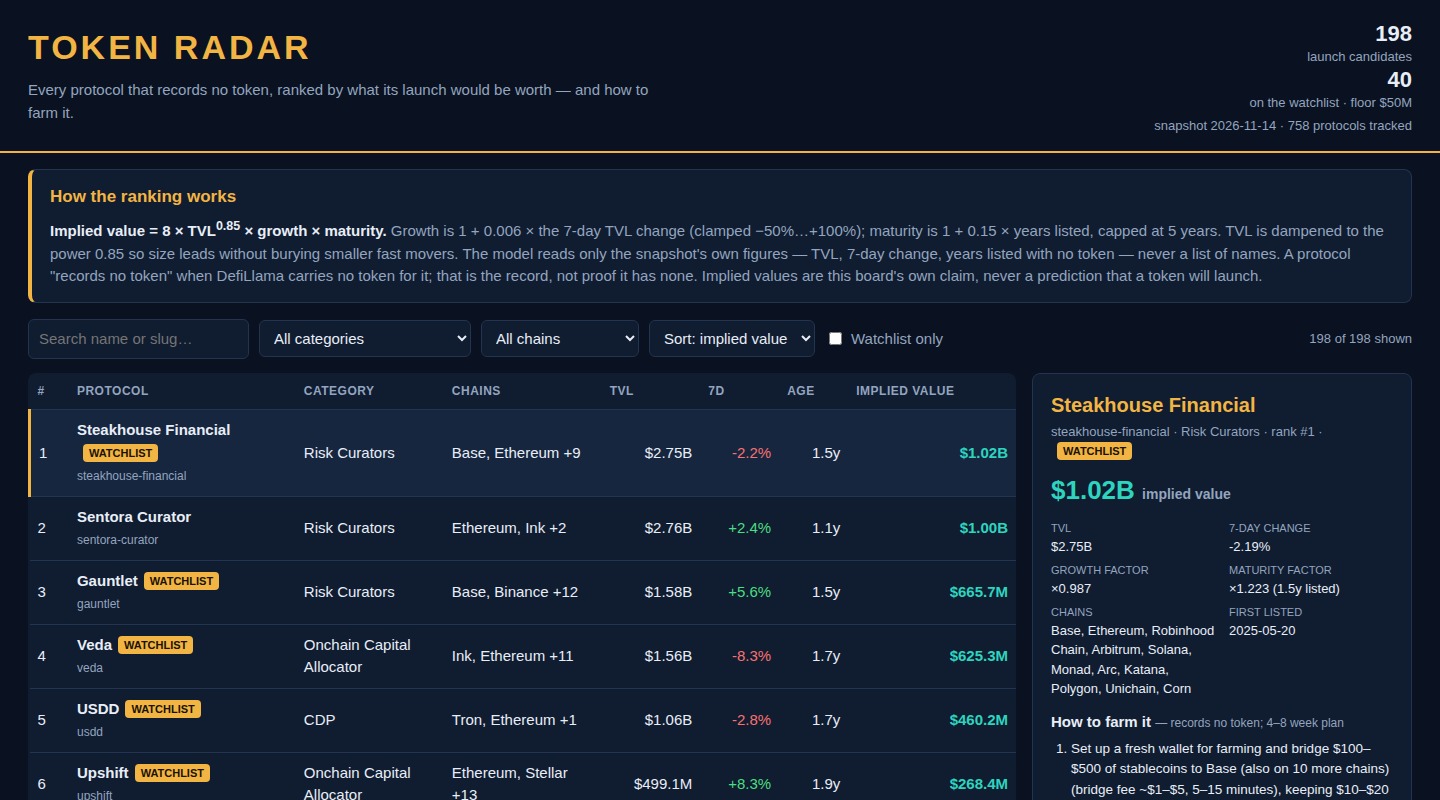 TOKEN RADAR
Every protocol that records no token, ranked by what its launch would be worth — and how to
farm it.
198
launch candidates
40
on the watchlist · floor $50M
snapshot 2026-11-14 · 758 protocols tracked
How the ranking works
Implied value = 8 × TVL^0.85 × growth × maturity. Growth is 1 + 0.006 × the 7-day TVL change (clamped −50%…+100%); maturity is 1 + 0.15 × years listed, capped at 5 years. TVL is dampened to the
power 0.85 so size leads without burying smaller fast movers. The model reads only the snapshot's own figures — TVL, 7-day change, years listed with no token — never a list of names. A protocol
"records no token" when DefiLlama carries no token for it; that is the record, not proof it has none. Implied values are this board's own claim, never a prediction that a token will launch.
Search name or slug… All categories All chains Sort: implied value Watchlist only 198 of 198 shown
# PROTOCOL CATEGORY CHAINS TVL 7D AGE IMPLIED VALUE
Steakhouse Financial
1 WATCHLIST Risk Curators Base, Ethereum +9 $2.75B -2.2% 1.5y $1.02B
steakhouse-financial
Sentora Curator
2 Risk Curators Ethereum, Ink +2 $2.76B +2.4% 1.1y $1.00B
sentora-curator
Gauntlet WATCHLIST
3 Risk Curators Base, Binance +12 $1.58B +5.6% 1.5y $665.7M
gauntlet
Veda WATCHLIST Onchain Capital
4 Ink, Ethereum +11 $1.56B -8.3% 1.7y $625.3M
veda Allocator
USDD WATCHLIST
5 CDP Tron, Ethereum +1 $1.06B -2.8% 1.7y $460.2M
usdd
Upshift WATCHLIST Onchain Capital Ethereum, Stellar
6 $499.1M +8.3% 1.9y $268.4M
upshift Allocator +13
Steakhouse Financial
steakhouse-financial · Risk Curators · rank #1 ·
WATCHLIST
$1.02B implied value
TVL 7-DAY CHANGE
$2.75B -2.19%
GROWTH FACTOR MATURITY FACTOR
×0.987 ×1.223 (1.5y listed)
CHAINS FIRST LISTED
Base, Ethereum, Robinhood 2025-05-20
Chain, Arbitrum, Solana,
Monad, Arc, Katana,
Polygon, Unichain, Corn
How to farm it — records no token; 4–8 week plan
1. Set up a fresh wallet for farming and bridge $100–
$500 of stablecoins to Base (also on 10 more chains)
(bridge fee ~$1–$5, 5–15 minutes), keeping $10–$20